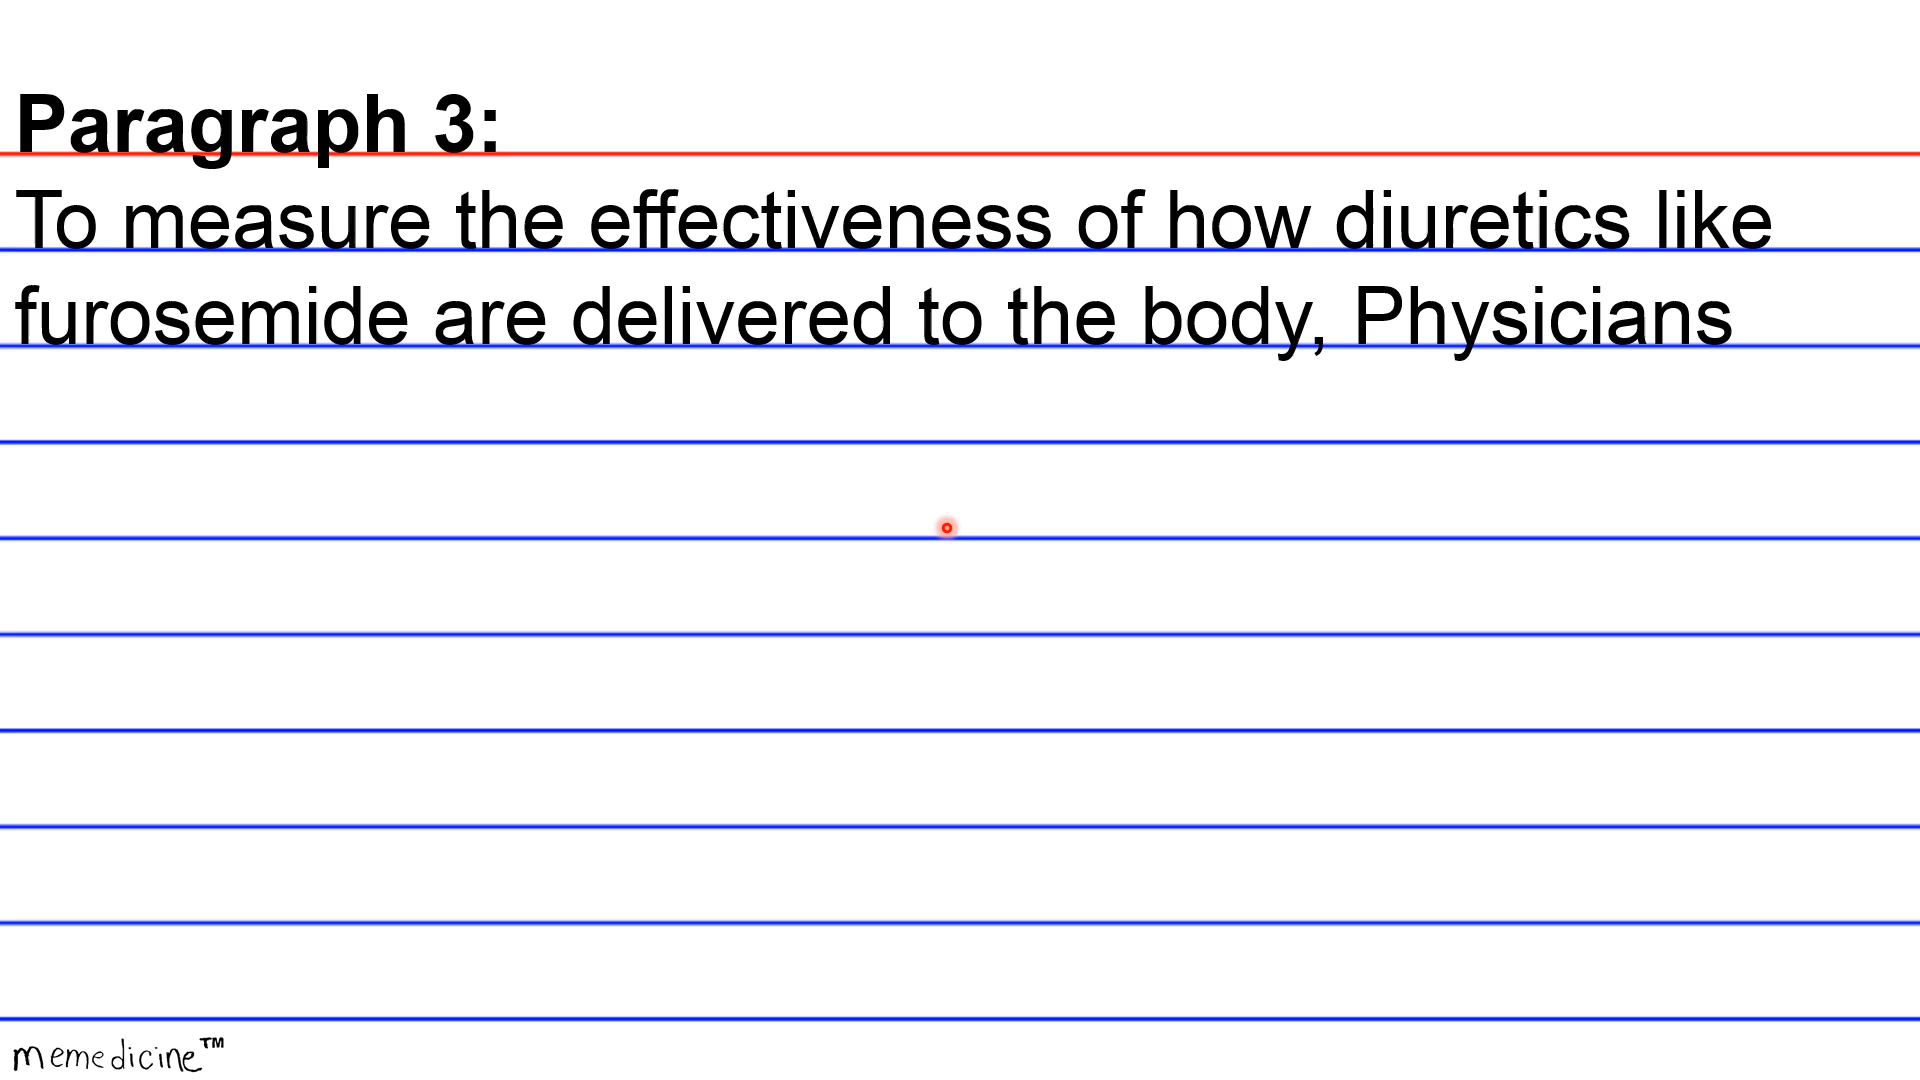 Paragraph 3:
To measure the effectiveness of how diuretics like
furosemide are delivered to the body, Physicians
memedicine™